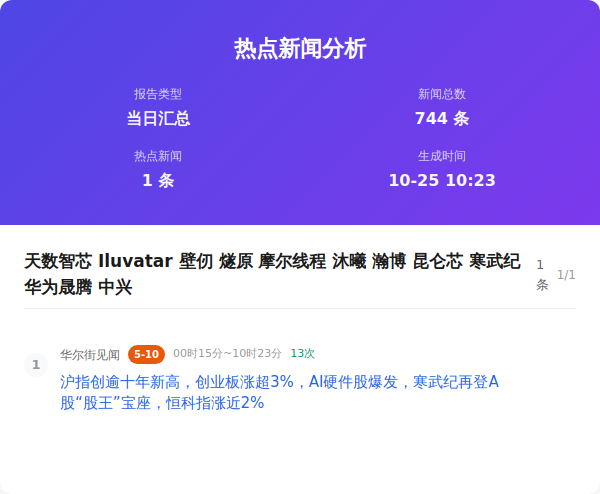 热点新闻分析
报告类型
当日汇总
新闻总数
744 条
热点新闻
1 条
生成时间
10-25 10:23
天数智芯 Iluvatar 壁仞 燧原 摩尔线程 沐曦 瀚博 昆仑芯 寒武纪
华为晟腾 中兴
1
条
1/1
1
华尔街见闻 5-10 00时15分~10时23分 13次
沪指创逾十年新高，创业板涨超3%，AI硬件股爆发，寒武纪再登A
股“股王”宝座，恒科指涨近2%